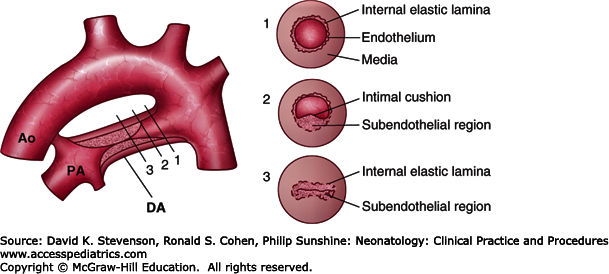 Ao
PA
DA
3
2
1
1
Internal elastic lamina
Endothelium
Media
2
Intimal cushion
Subendothelial region
3
Internal elastic lamina
Subendothelial region
Source: David K. Stevenson, Ronald S. Cohen, Philip Sunshine: Neonatology: Clinical Practice and Procedures
www.accesspediatrics.com
Copyright © McGraw-Hill Education.  All rights reserved.